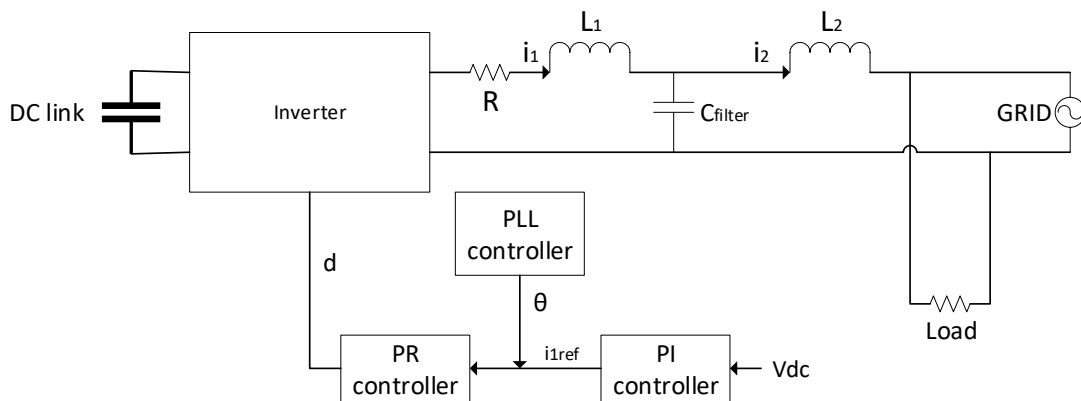 L1
L2
i1
i2
DC link
Inverter
R
Cfilter
GRID
PLL
controller
d
θ
Load
PR
controller
i1ref
PI
controller
Vdc